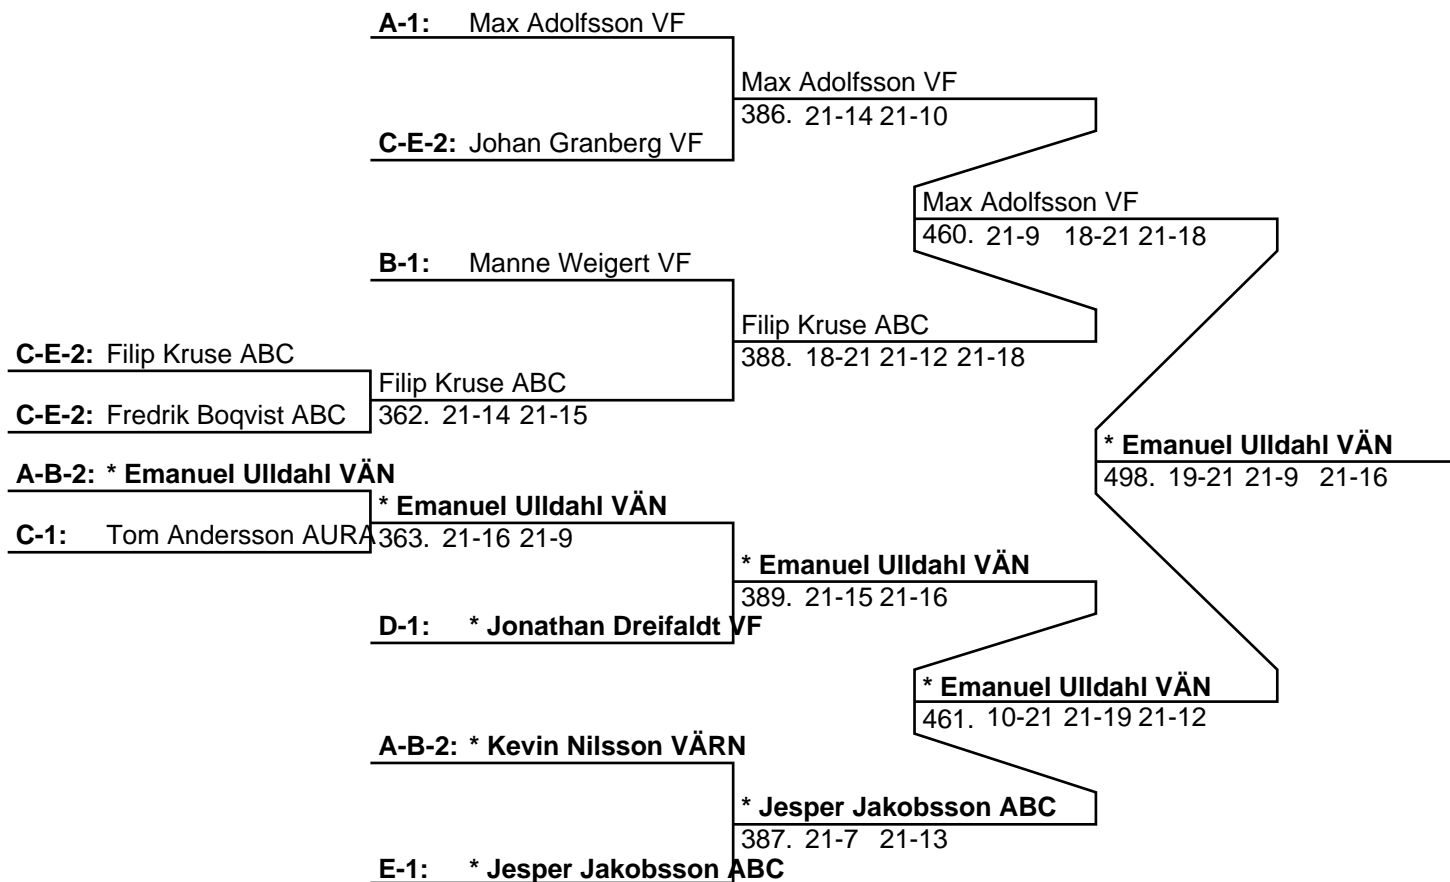 A-1: Max Adolfsson VF
Max Adolfsson VF
386. 21-14 21-10
C-E-2: Johan Granberg VF
Max Adolfsson VF
460. 21-9 18-21 21-18
B-1: Manne Weigert VF
Filip Kruse ABC
388. 18-21 21-12 21-18
C-E-2: Filip Kruse ABC
Filip Kruse ABC
362. 21-14 21-15
C-E-2: Fredrik Boqvist ABC
* Emanuel Ulldahl VÄN
498. 19-21 21-9 21-16
A-B-2: * Emanuel Ulldahl VÄN
* Emanuel Ulldahl VÄN
363. 21-16 21-9
C-1: Tom Andersson AURA
* Emanuel Ulldahl VÄN
389. 21-15 21-16
D-1: * Jonathan Dreifaldt VF
* Emanuel Ulldahl VÄN
461. 10-21 21-19 21-12
A-B-2: * Kevin Nilsson VÄRN
* Jesper Jakobsson ABC
387. 21-7 21-13
E-1: * Jesper Jakobsson ABC